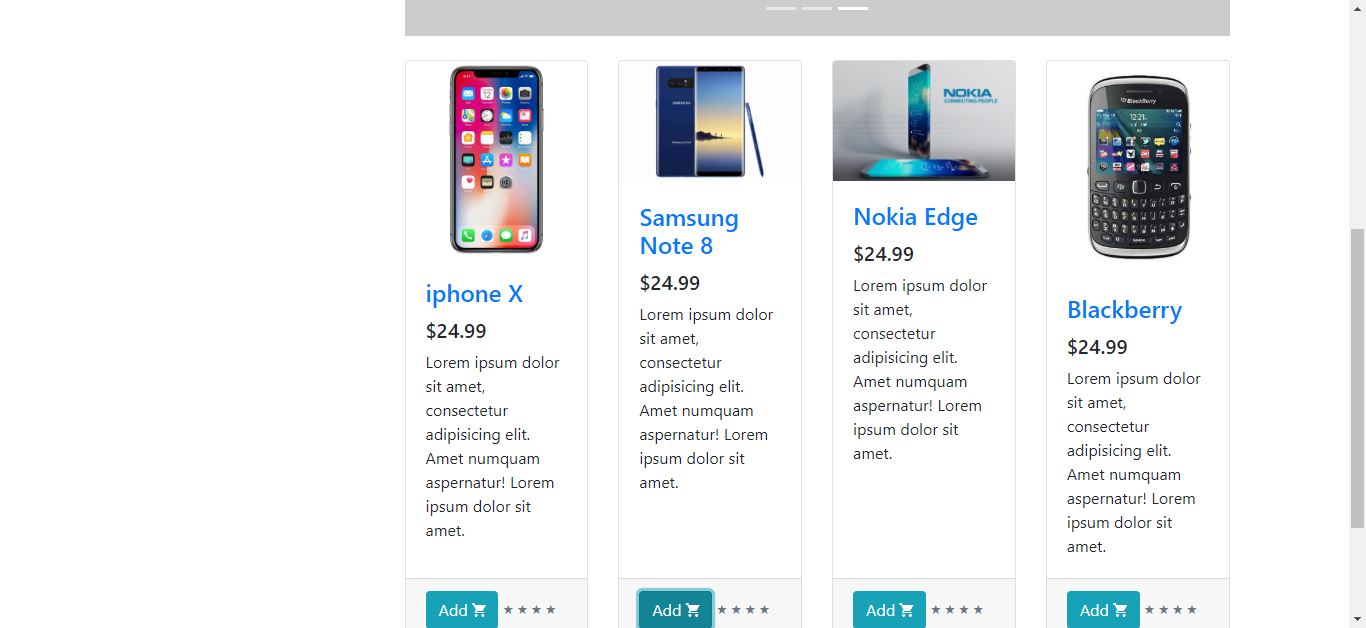 iphone X
$24.99
Lorem ipsum dolor
sit amet,
consectetur
adipisicing elit.
Amet numquam
aspernatur! Lorem
ipsum dolor sit
amet.
Add
★ ★ ★ ★
SAMSUNG
Samsung
Note 8
$24.99
Lorem ipsum dolor
sit amet,
consectetur
adipisicing elit.
Amet numquam
aspernatur! Lorem
ipsum dolor sit
amet.
Add
★ ★ ★ ★
NOKIA
CONNECTING PEOPLE
Nokia Edge
$24.99
Lorem ipsum dolor
sit amet,
consectetur
adipisicing elit.
Amet numquam
aspernatur! Lorem
ipsum dolor sit
amet.
Add
★ ★ ★ ★
BlackBerry
12:21
Blackberry
$24.99
Lorem ipsum dolor
sit amet,
consectetur
adipisicing elit.
Amet numquam
aspernatur! Lorem
ipsum dolor sit
amet.
Add
★ ★ ★ ★